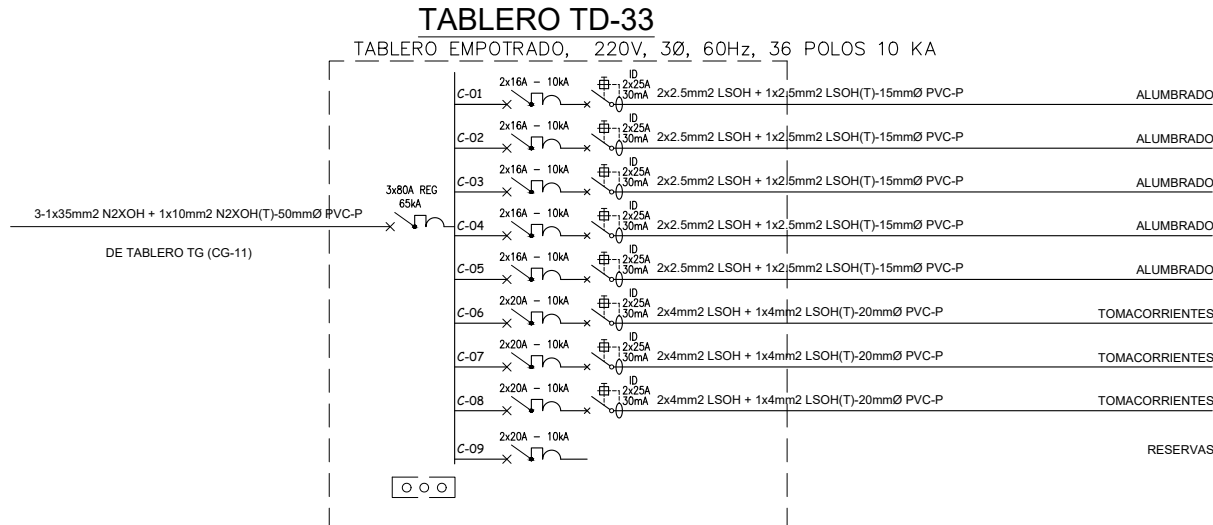 TABLERO TD-33
TABLERO EMPOTRADO, 220V, 3Ø, 60Hz, 36 POLOS 10 KA
3-1x35mm2 N2XOH + 1x10mm2 N2XOH(T)-50mmØ PVC-P
DE TABLERO TG (CG-11)
3x80A REG
65kA
C-01 2x16A - 10kA ID 2x25A 30mA 2x2.5mm2 LSOH + 1x2.5mm2 LSOH(T)-15mmØ PVC-P ALUMBRADO
C-02 2x16A - 10kA ID 2x25A 30mA 2x2.5mm2 LSOH + 1x2.5mm2 LSOH(T)-15mmØ PVC-P ALUMBRADO
C-03 2x16A - 10kA ID 2x25A 30mA 2x2.5mm2 LSOH + 1x2.5mm2 LSOH(T)-15mmØ PVC-P ALUMBRADO
C-04 2x16A - 10kA ID 2x25A 30mA 2x2.5mm2 LSOH + 1x2.5mm2 LSOH(T)-15mmØ PVC-P ALUMBRADO
C-05 2x16A - 10kA ID 2x25A 30mA 2x2.5mm2 LSOH + 1x2.5mm2 LSOH(T)-15mmØ PVC-P ALUMBRADO
C-06 2x20A - 10kA ID 2x25A 30mA 2x4mm2 LSOH + 1x4mm2 LSOH(T)-20mmØ PVC-P TOMACORRIENTES
C-07 2x20A - 10kA ID 2x25A 30mA 2x4mm2 LSOH + 1x4mm2 LSOH(T)-20mmØ PVC-P TOMACORRIENTES
C-08 2x20A - 10kA ID 2x25A 30mA 2x4mm2 LSOH + 1x4mm2 LSOH(T)-20mmØ PVC-P TOMACORRIENTES
C-09 2x20A - 10kA RESERVAS